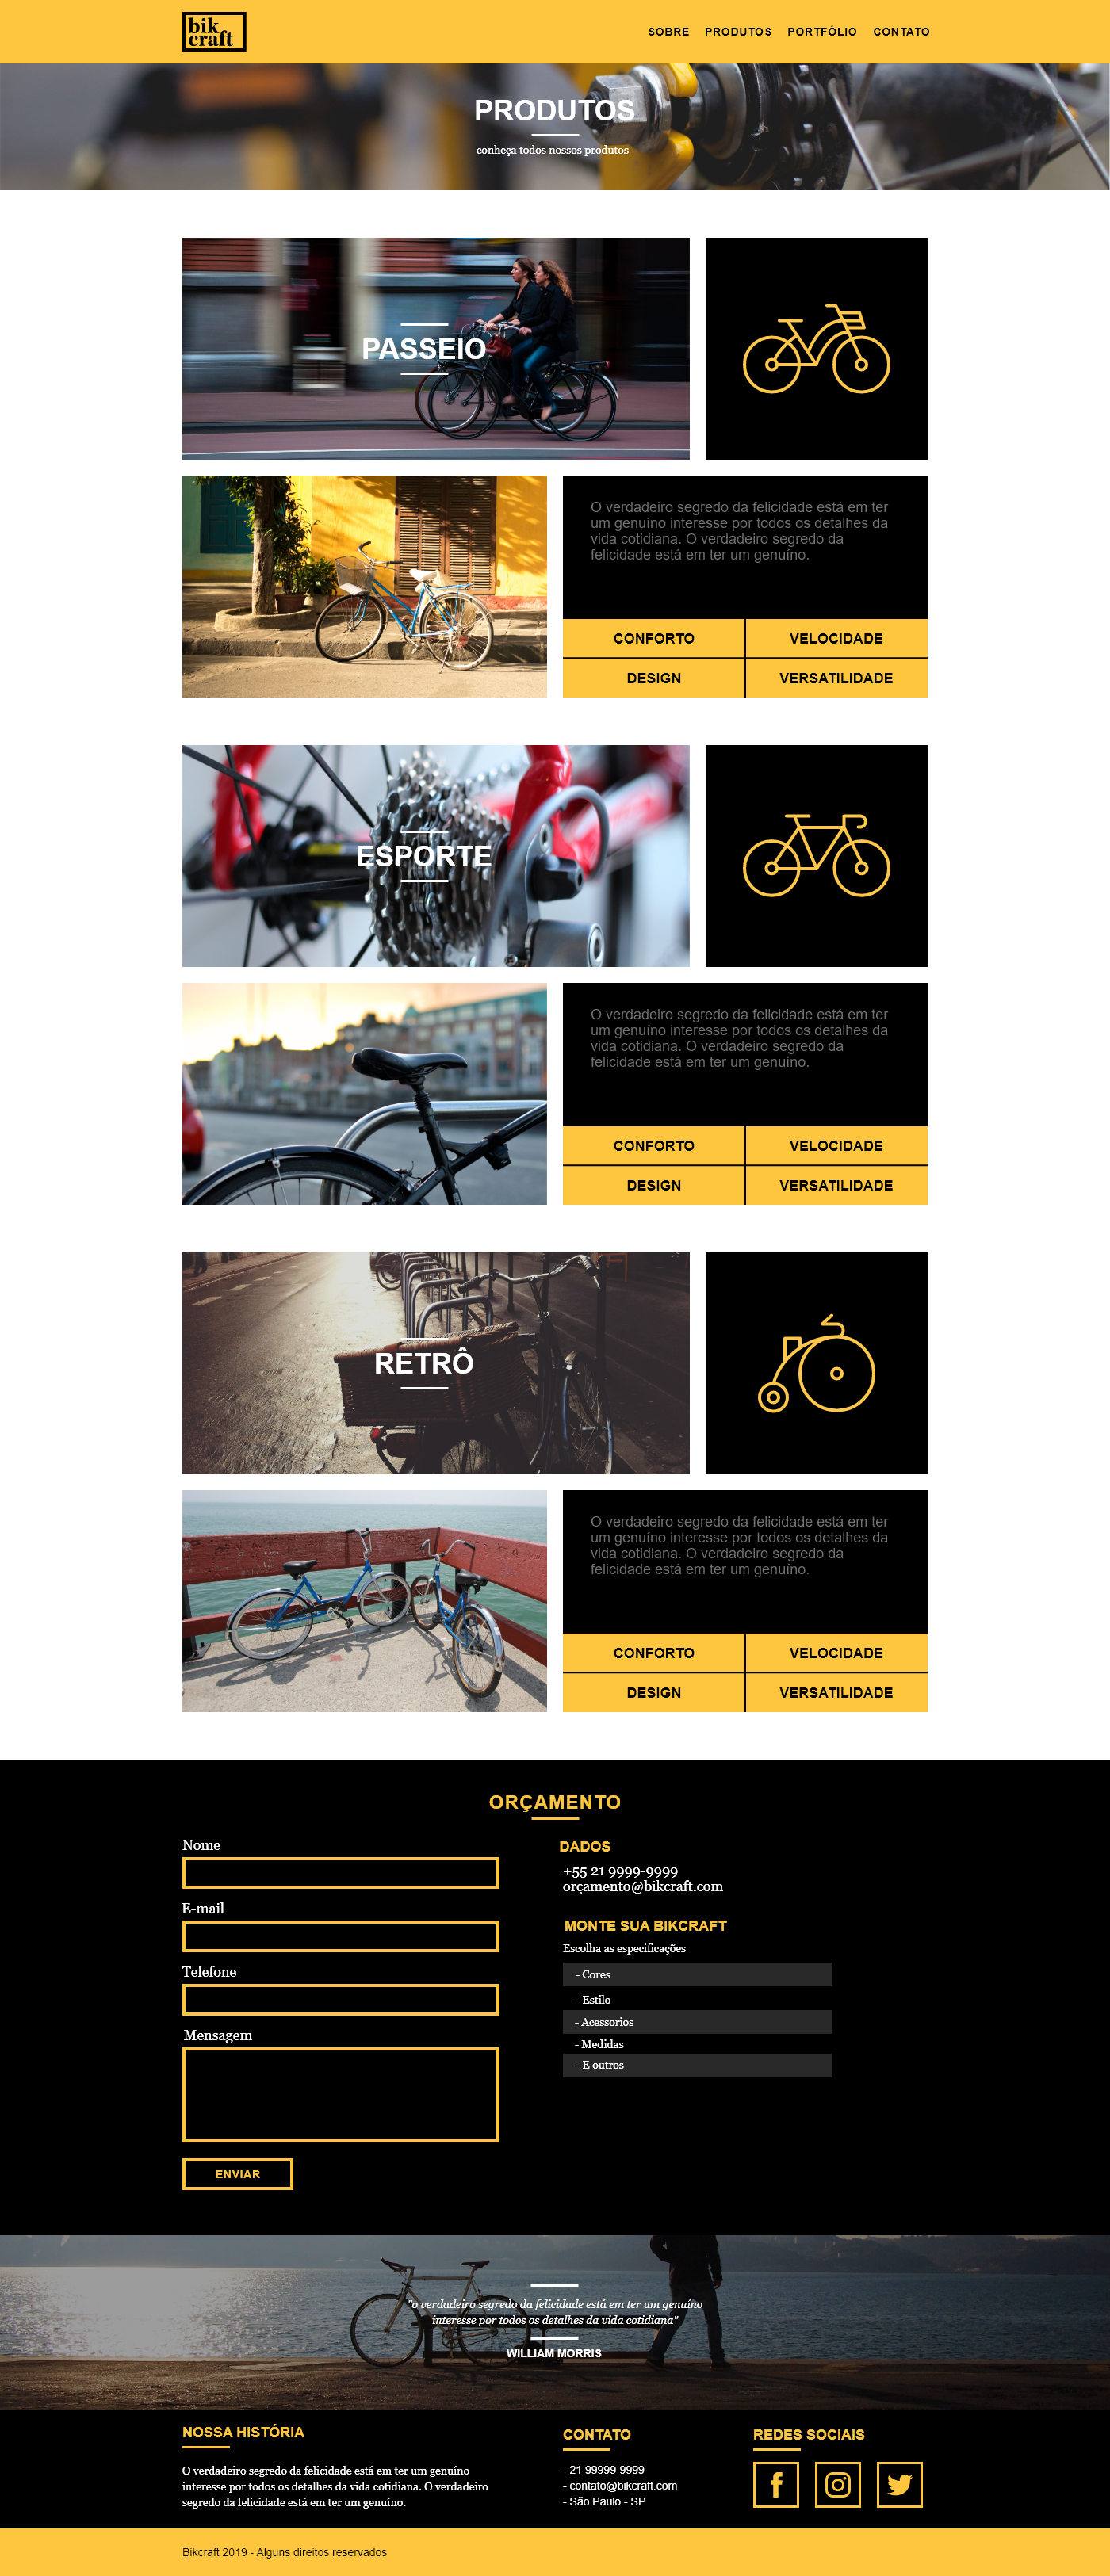 bik
craft
SOBRE PRODUTOS PORTFÓLIO CONTATO
PRODUTOS
conheça todos nossos produtos
PASSEIO
O verdadeiro segredo da felicidade está em ter
um genuíno interesse por todos os detalhes da
vida cotidiana. O verdadeiro segredo da
felicidade está em ter um genuíno.
CONFORTO VELOCIDADE
DESIGN VERSATILIDADE
ESPORTE
O verdadeiro segredo da felicidade está em ter
um genuíno interesse por todos os detalhes da
vida cotidiana. O verdadeiro segredo da
felicidade está em ter um genuíno.
CONFORTO VELOCIDADE
DESIGN VERSATILIDADE
RETRÔ
O verdadeiro segredo da felicidade está em ter
um genuíno interesse por todos os detalhes da
vida cotidiana. O verdadeiro segredo da
felicidade está em ter um genuíno.
CONFORTO VELOCIDADE
DESIGN VERSATILIDADE
ORÇAMENTO
Nome
E-mail
Telefone
Mensagem
ENVIAR
DADOS
+55 21 9999-9999
orçamento@bikcraft.com
MONTE SUA BIKCRAFT
Escolha as especificações
- Cores
- Estilo
- Acessorios
- Medidas
- E outros
"o verdadeiro segredo da felicidade está em ter um genuíno
interesse por todos os detalhes da vida cotidiana"
WILLIAM MORRIS
NOSSA HISTÓRIA
O verdadeiro segredo da felicidade está em ter um genuíno
interesse por todos os detalhes da vida cotidiana. O verdadeiro
segredo da felicidade está em ter um genuíno.
CONTATO
- 21 99999-9999
- contato@bikcraft.com
- São Paulo - SP
REDES SOCIAIS
Bikcraft 2019 - Alguns direitos reservados